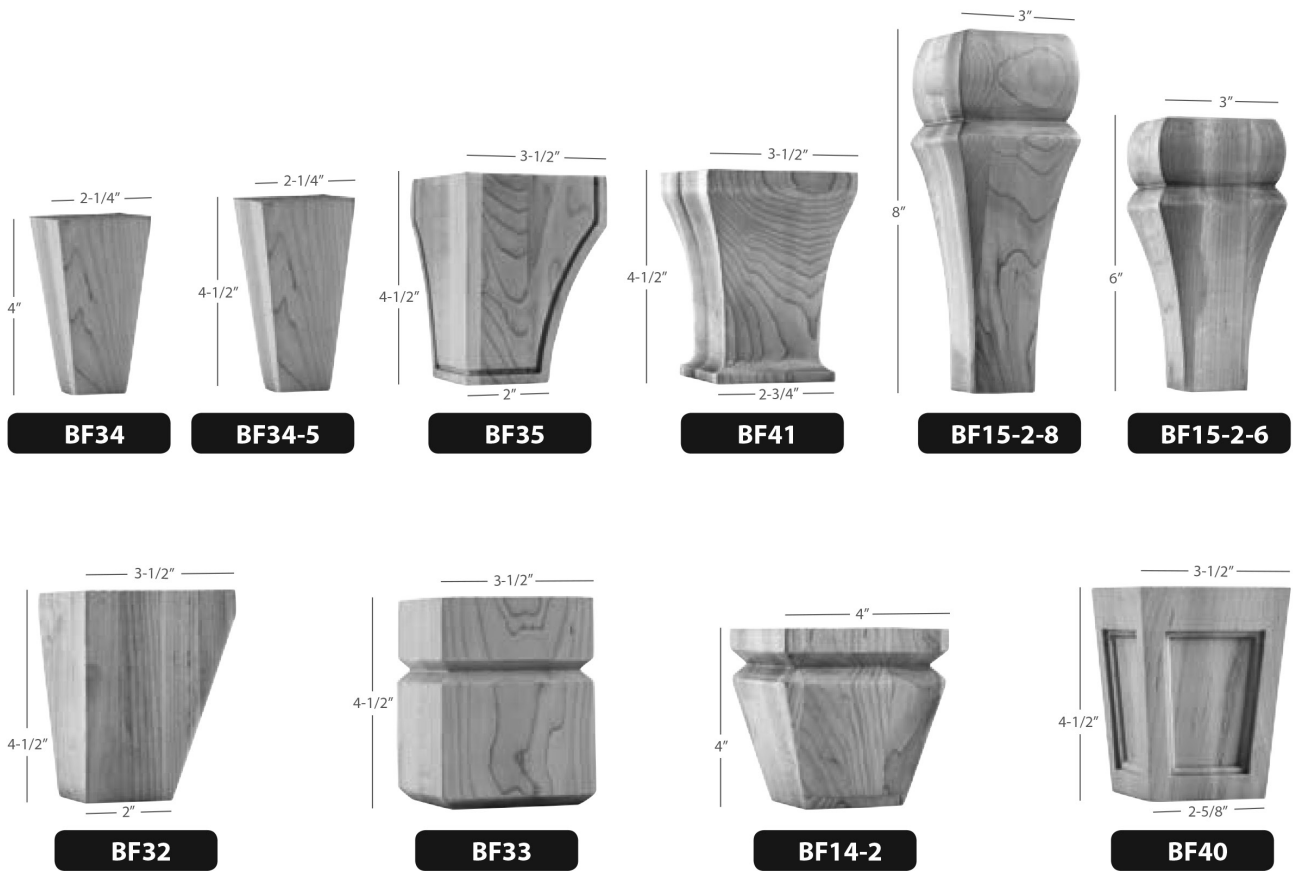 2-1/4”
4”
BF34
2-1/4”
4-1/2”
BF34-5
3-1/2”
4-1/2”
2”
BF35
3-1/2”
4-1/2”
2-3/4”
BF41
3”
8”
BF15-2-8
3”
6”
BF15-2-6
3-1/2”
4-1/2”
2”
BF32
3-1/2”
4-1/2”
BF33
4”
4”
BF14-2
3-1/2”
4-1/2”
2-5/8”
BF40